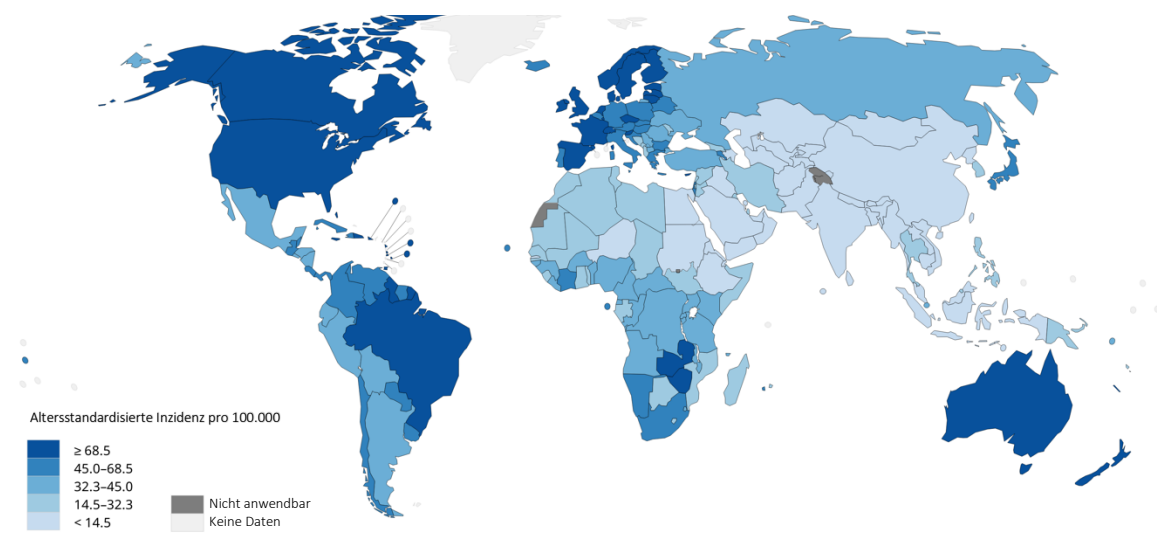 Altersstandardisierte Inzidenz pro 100.000
≥ 68.5
45.0–68.5
32.3–45.0
14.5–32.3
< 14.5
Nicht anwendbar
Keine Daten